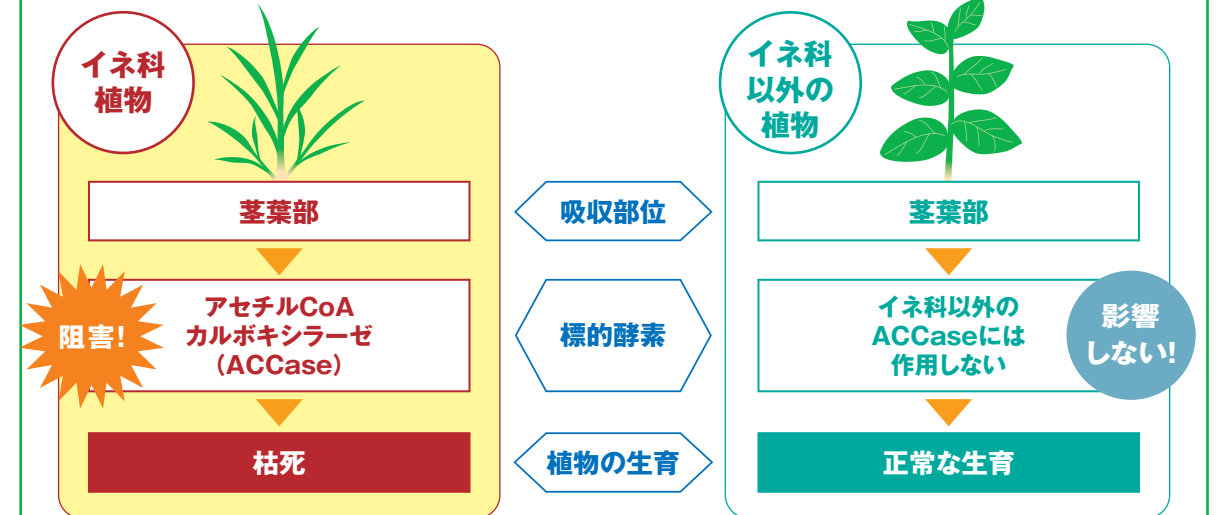 イネ科
植物
イネ科
以外の
植物
茎葉部
吸収部位
茎葉部
阻害!
アセチルCoA
カルボキシラーゼ
（ACCase）
標的酵素
イネ科以外の
ACCaseには
作用しない
影響
しない!
枯死
植物の生育
正常な生育